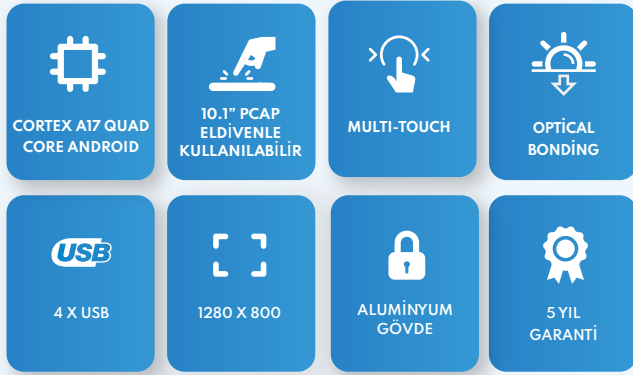 CORTEX A17 QUAD
CORE ANDROID
10.1” PCAP
ELDİVENLE
KULLANILABİLİR
MULTI-TOUCH
OPTİCAL
BONDİNG
USB
4 X USB
1280 X 800
ALUMİNYUM
GÖVDE
5 YIL
GARANTİ